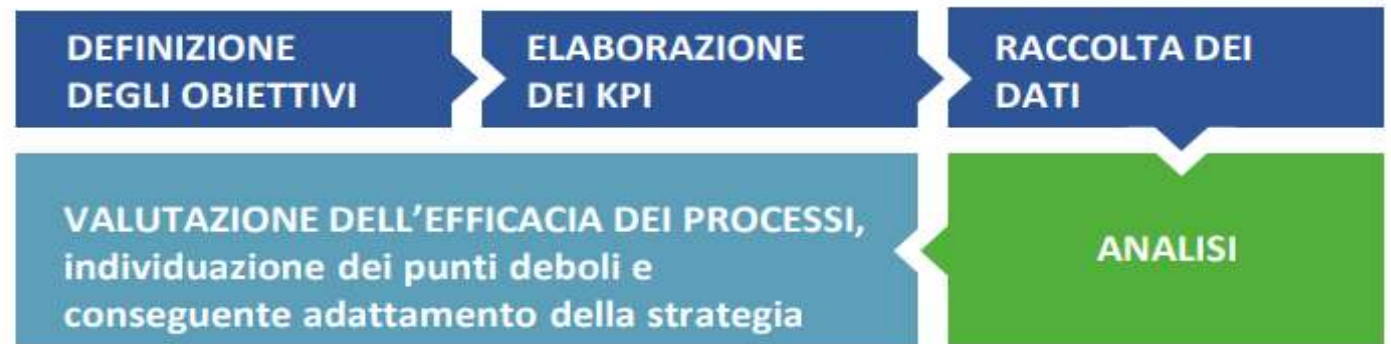 DEFINIZIONE
DEGLI OBIETTIVI
ELABORAZIONE
DEI KPI
RACCOLTA DEI
DATI
ANALISI
VALUTAZIONE DELL’EFFICACIA DEI PROCESSI,
individuazione dei punti deboli e
conseguente adattamento della strategia